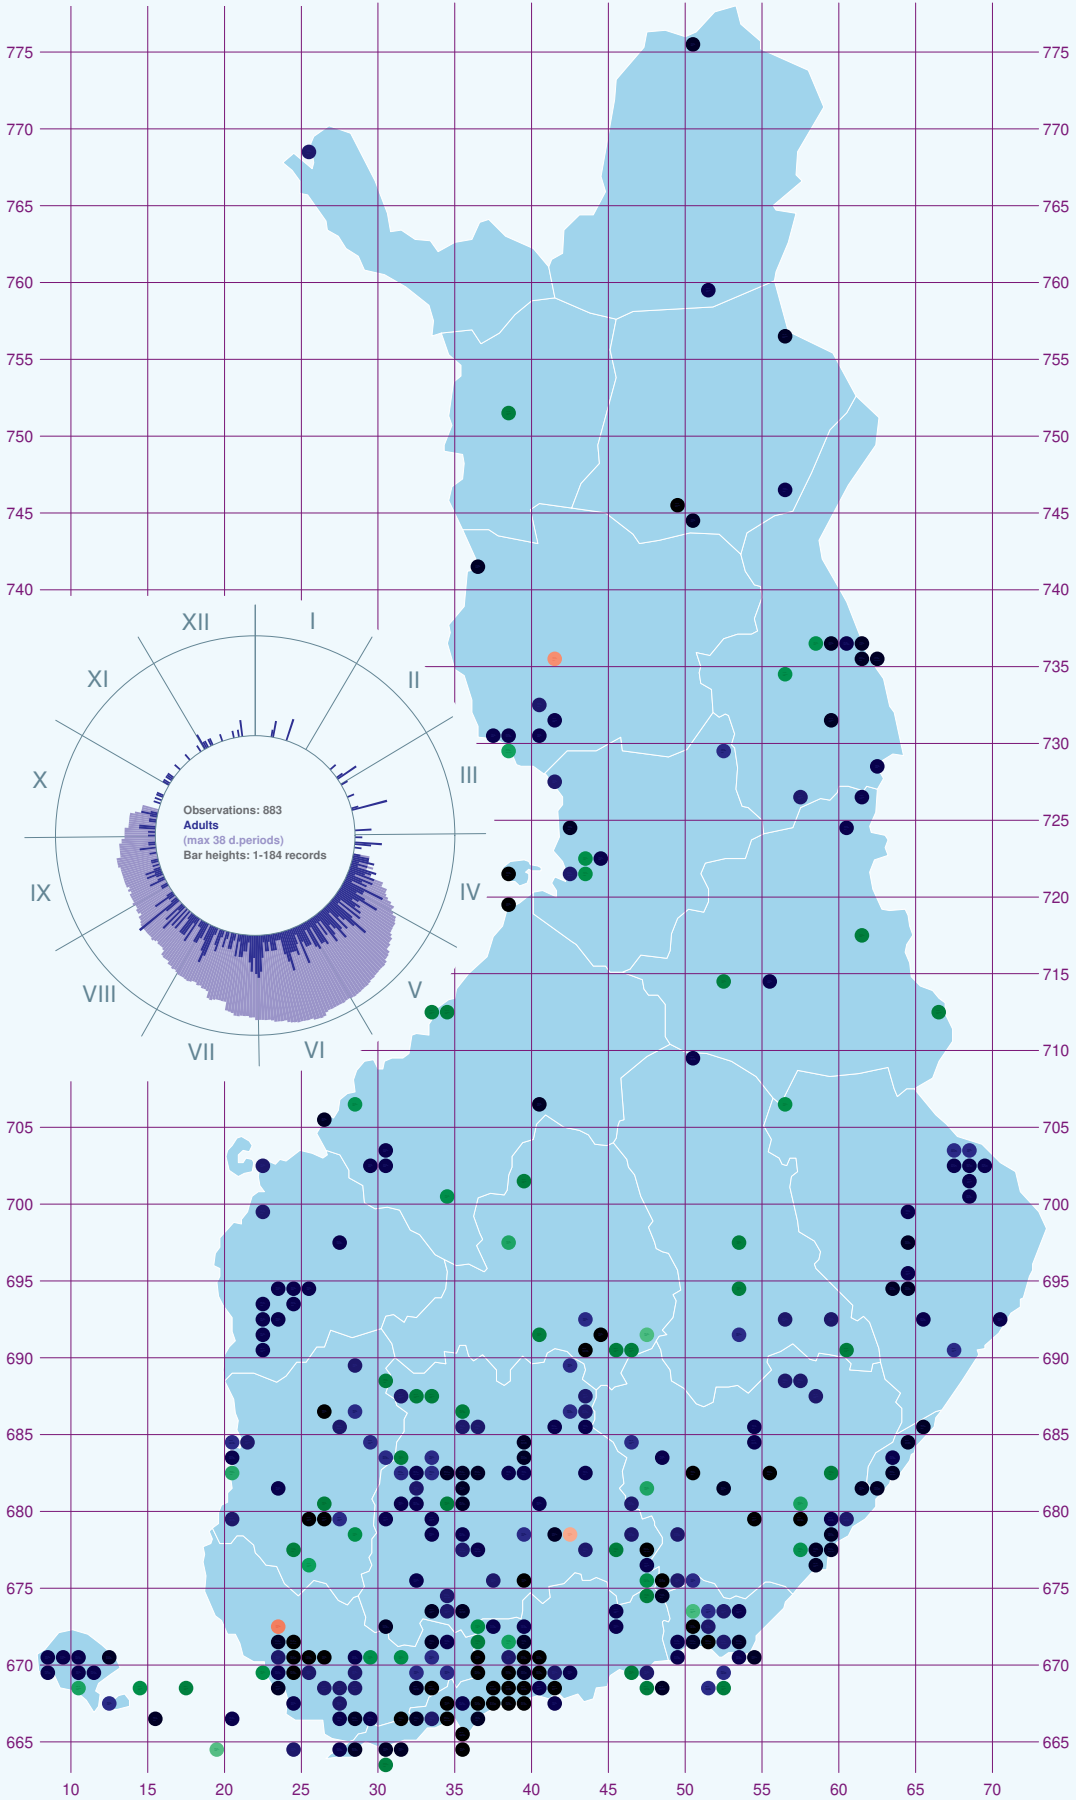 775 775
770 770
765 765
760 760
755 755
750 750
745 745
740 740
XII I
XI II
735
X III
730
Observations: 883
Adults
(max 38 d.periods)
Bar heights: 1-184 records
725
IX IV
720
VIII V
715
VII VI
710
705 705
700 700
695 695
690 690
685 685
680 680
675 675
670 670
665 665
10 15 20 25 30 35 40 45 50 55 60 65 70